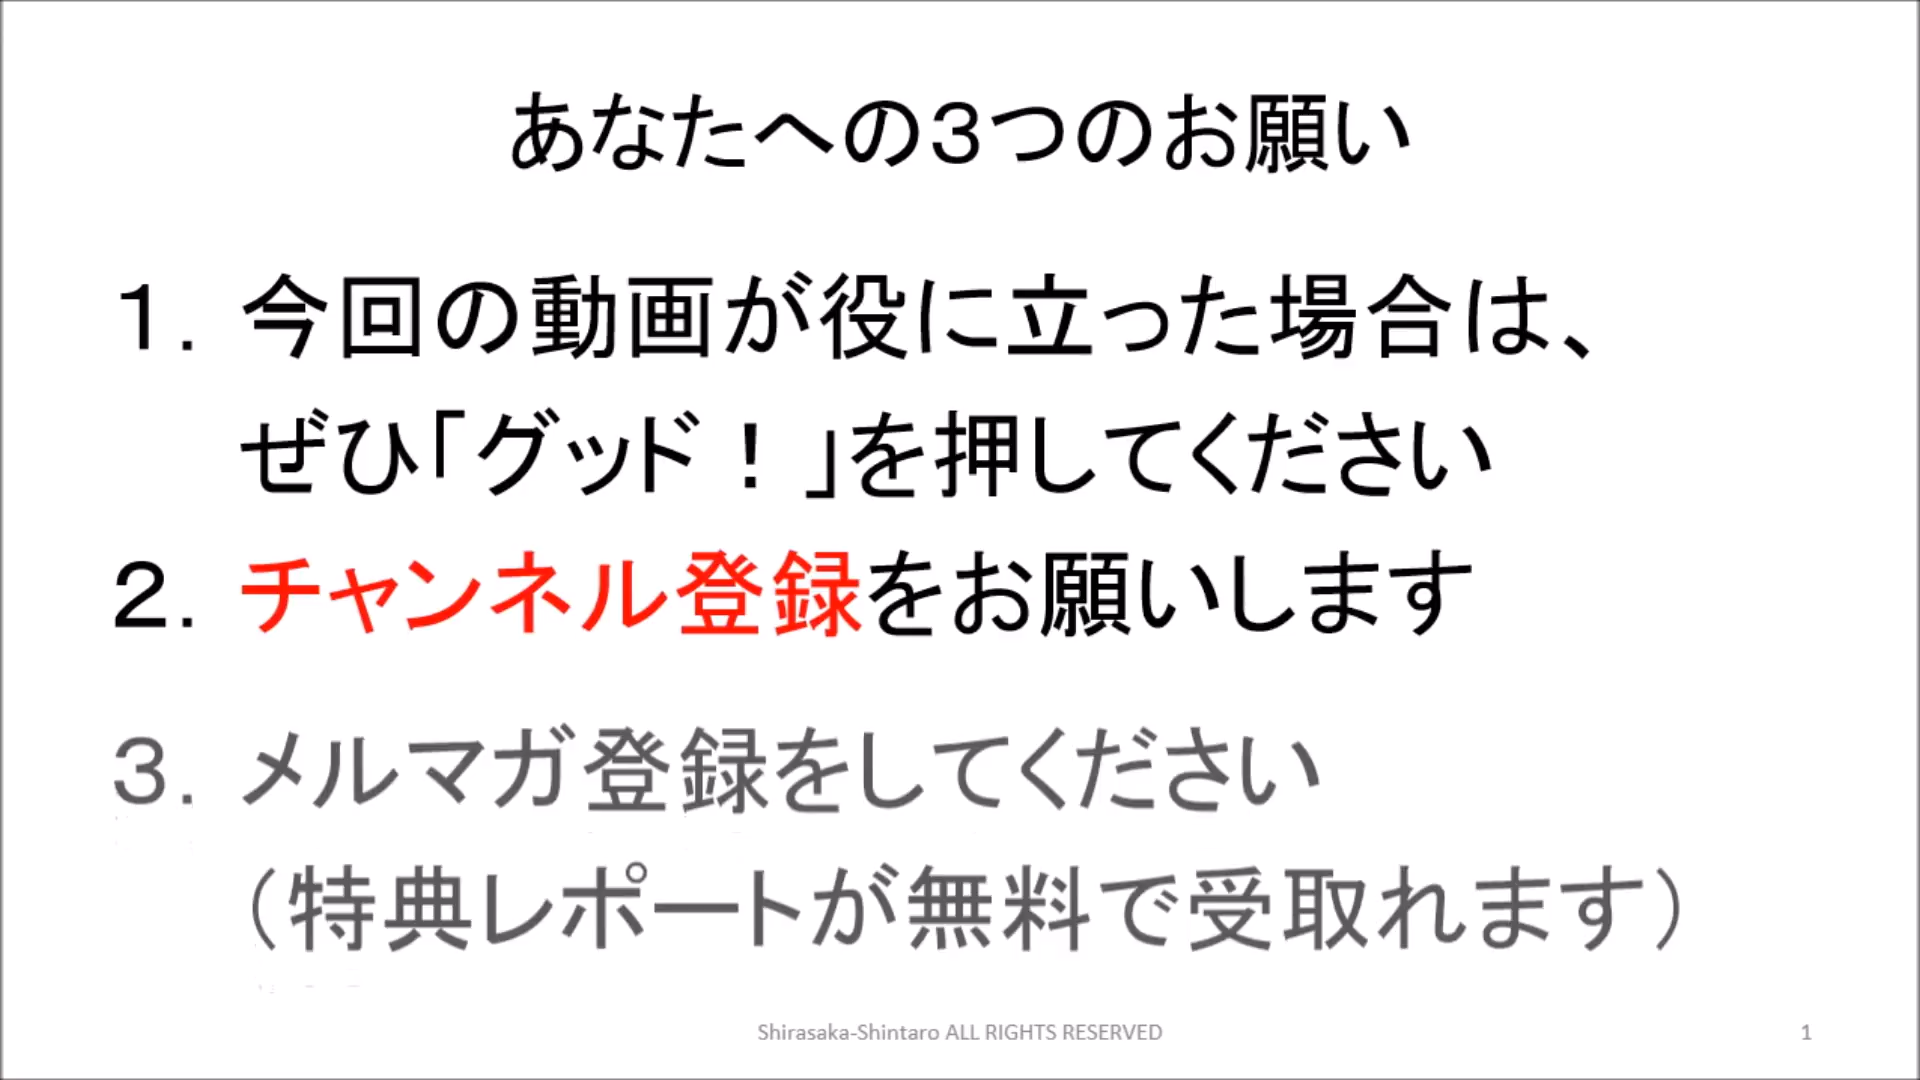 あなたへの３つのお願い
１．今回の動画が役に立った場合は、
ぜひ「グッド！」を押してください
２．チャンネル登録をお願いします
３．メルマガ登録をしてください
（特典レポートが無料で受取れます）
Shirasaka-Shintaro ALL RIGHTS RESERVED
1